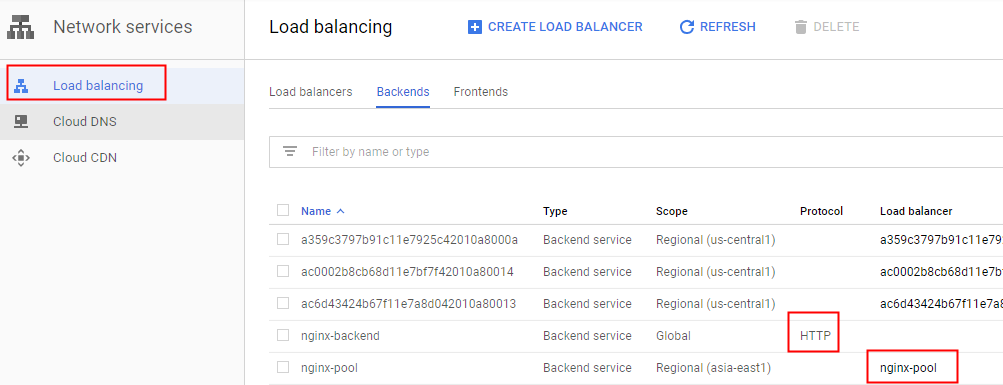 Network services
Load balancing
CREATE LOAD BALANCER
REFRESH
DELETE
Load balancing
Cloud DNS
Cloud CDN
Load balancers Backends Frontends
Filter by name or type
Name Type Scope Protocol Load balancer
a359c3797b91c11e7925c42010a8000a Backend service Regional (us-central1) a359c3797b91c11e792
ac0002b8cb68d11e7bf7f42010a80014 Backend service Regional (us-central1) ac0002b8cb68d11e7bf
ac6d43424b67f11e7a8d042010a80013 Backend service Regional (us-central1) ac6d43424b67f11e7a8
nginx-backend Backend service Global HTTP
nginx-pool Backend service Regional (asia-east1) nginx-pool